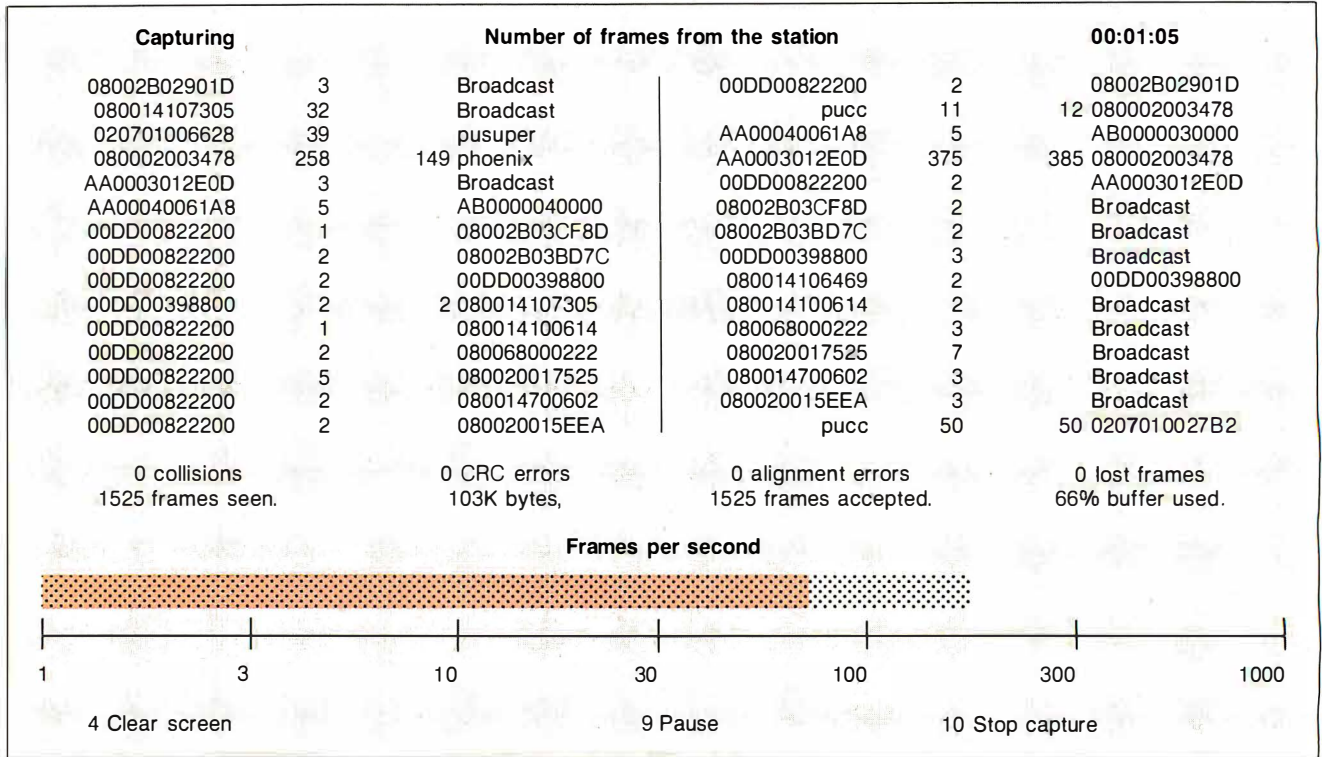 Capturing Number of frames from the station 00:01:05
08002B02901D 3 Broadcast 00DD00822200 2 08002B02901D
080014107305 32 Broadcast pucc 11 12 080002003478
020701006628 39 pusuper AA00040061A8 5 AB0000030000
080002003478 258 149 phoenix AA0003012E0D 375 385 080002003478
AA0003012E0D 3 Broadcast 00DD00822200 2 AA0003012E0D
AA00040061A8 5 AB0000040000 08002B03CF8D 2 Broadcast
00DD00822200 1 08002B03CF8D 08002B03BD7C 2 Broadcast
00DD00822200 2 08002B03BD7C 00DD00398800 3 Broadcast
00DD00822200 2 00DD00398800 080014106469 2 00DD00398800
00DD00398800 2 2 080014107305 080014100614 2 Broadcast
00DD00822200 1 080014100614 080068000222 3 Broadcast
00DD00822200 2 080068000222 080020017525 7 Broadcast
00DD00822200 5 080020017525 080014700602 3 Broadcast
00DD00822200 2 080014700602 080020015EEA 3 Broadcast
00DD00822200 2 080020015EEA pucc 50 50 0207010027B2
0 collisions 0 CRC errors 0 alignment errors 0 lost frames
1525 frames seen. 103K bytes, 1525 frames accepted. 66% buffer used.
Frames per second
1 3 10 30 100 300 1000
4 Clar screen 9 Pause 10 Stop capture